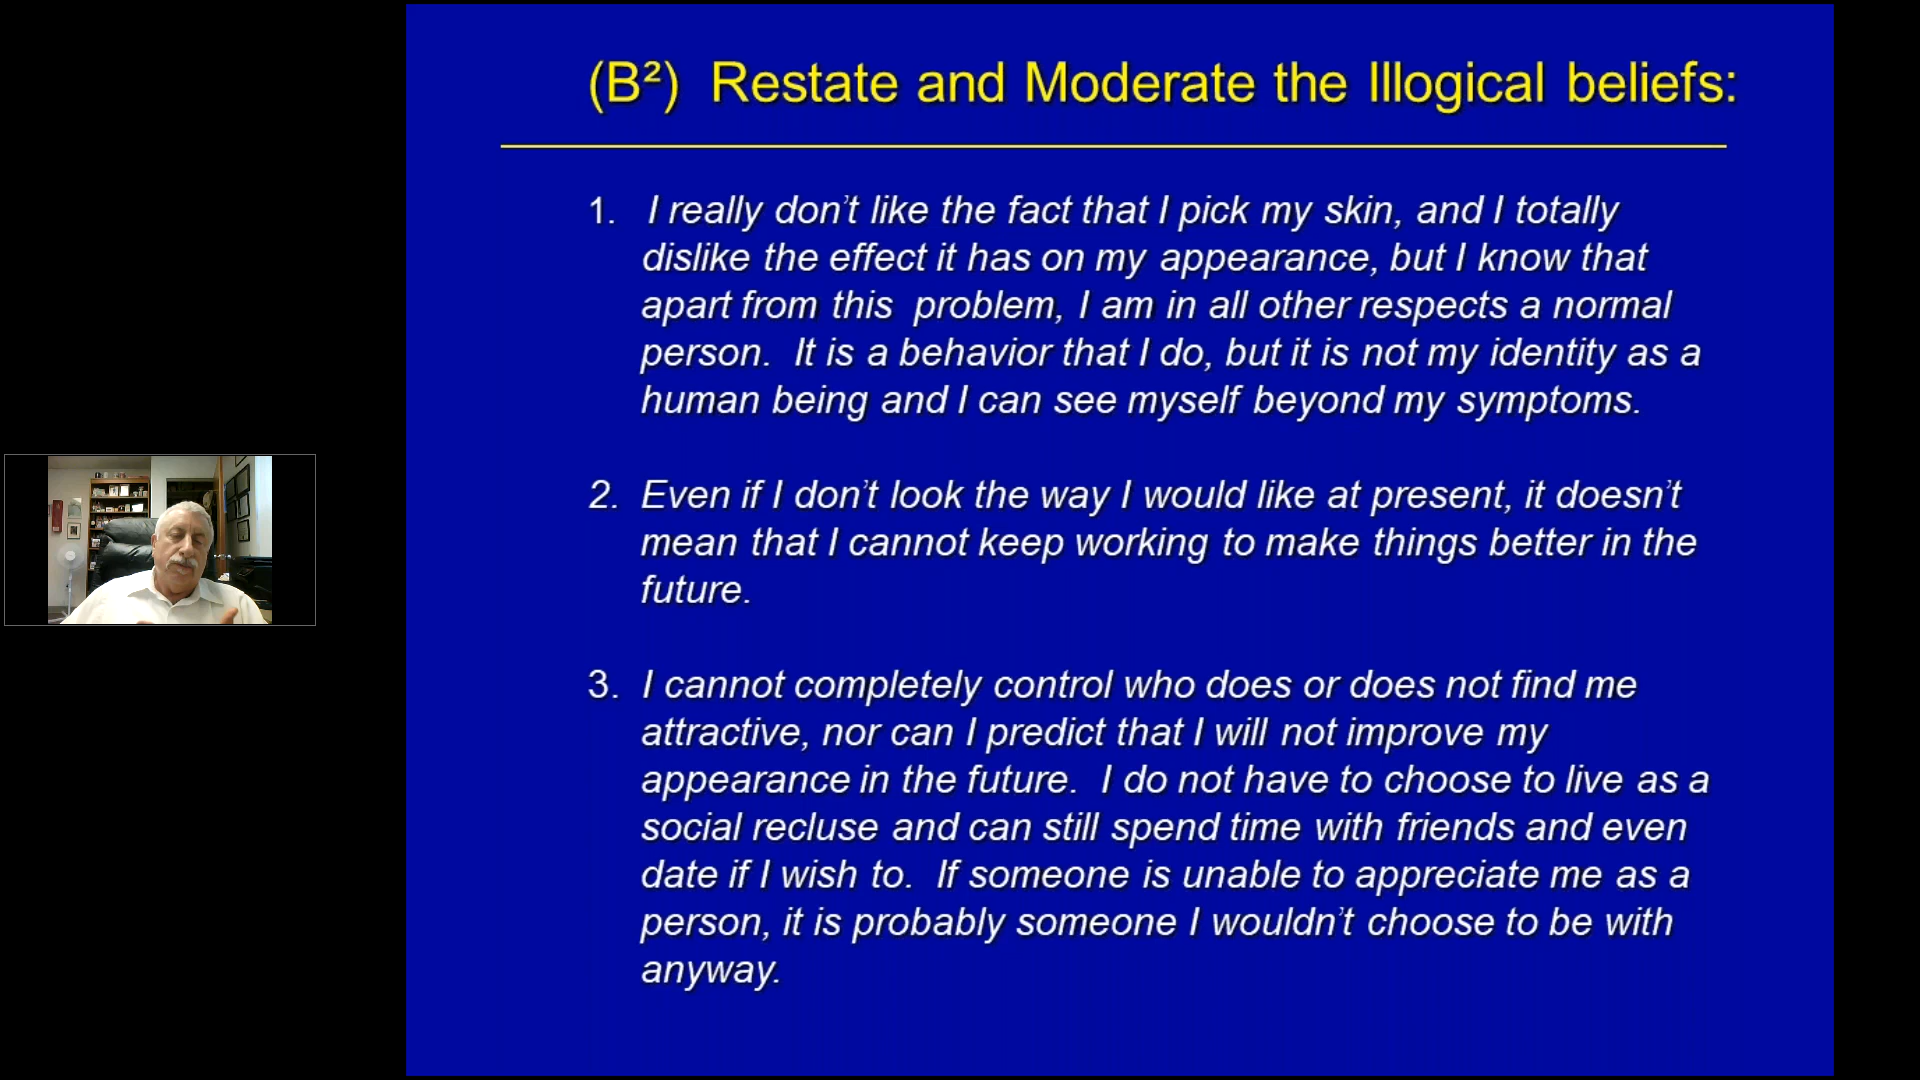 (B²) Restate and Moderate the Illogical beliefs:
1. I really don't like the fact that I pick my skin, and I totally
dislike the effect it has on my appearance, but I know that
apart from this problem, I am in all other respects a normal
person. It is a behavior that I do, but it is not my identity as a
human being and I can see myself beyond my symptoms.
2. Even if I don't look the way I would like at present, it doesn't
mean that I cannot keep working to make things better in the
future.
3. I cannot completely control who does or does not find me
attractive, nor can I predict that I will not improve my
appearance in the future. I do not have to choose to live as a
social recluse and can still spend time with friends and even
date if I wish to. If someone is unable to appreciate me as a
person, it is probably someone I wouldn't choose to be with
anyway.